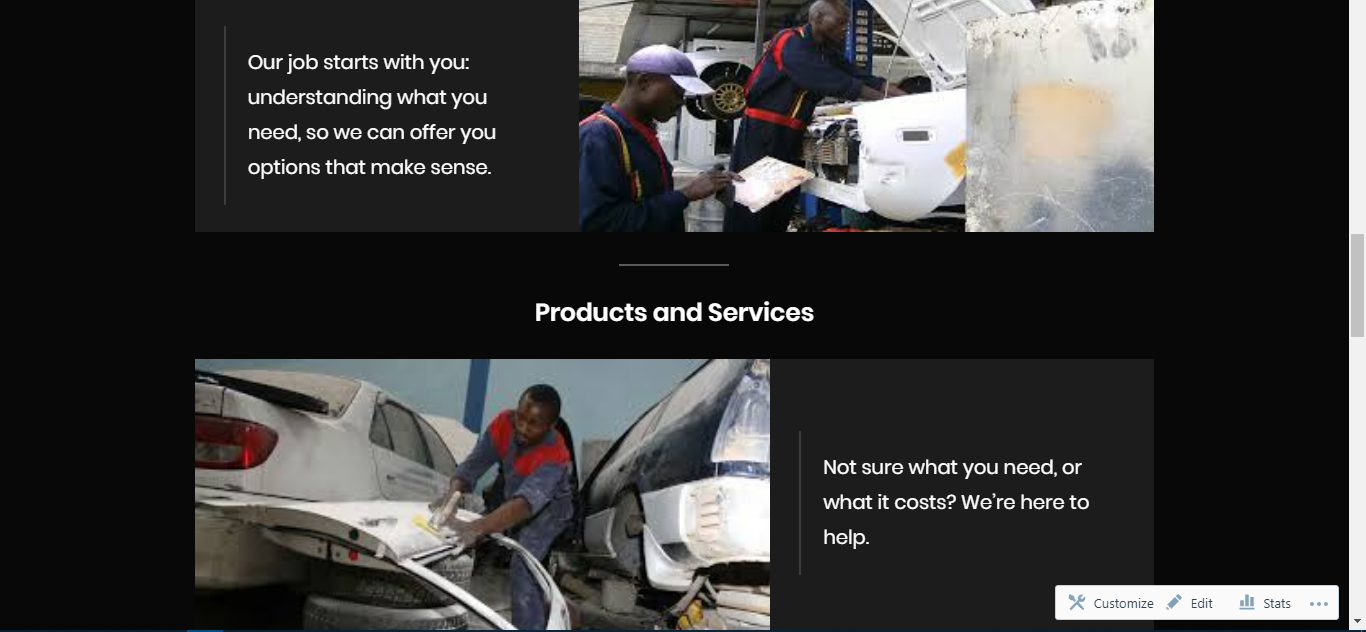 Our job starts with you:
understanding what you
need, so we can offer you
options that make sense.
Products and Services
Not sure what you need, or
what it costs? We're here to
help.
Customize Edit Stats